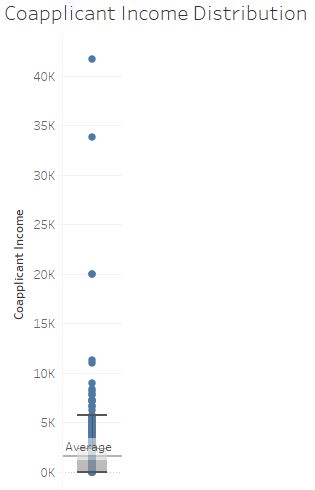 Coapplicant Income Distribution
40K
35K
30K
25K
20K
15K
10K
5K
0K
Coapplicant Income
Average